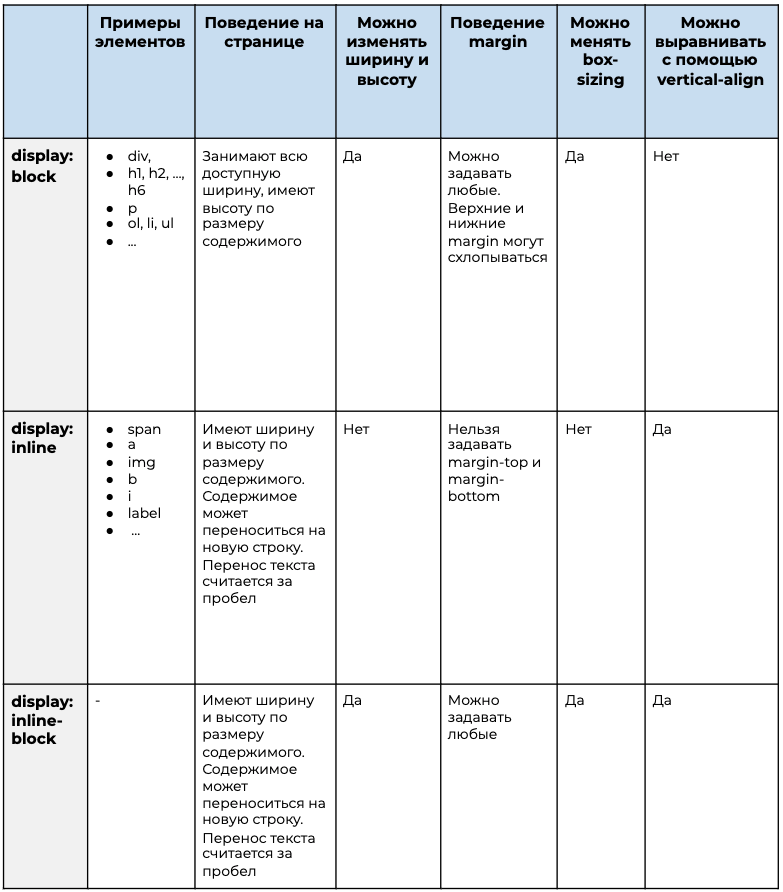 Примеры элементов
Поведение на странице
Можно изменять ширину и высоту
Поведение margin
Можно менять box-sizing
Можно выравнивать с помощью vertical-align
display:
block
● div,
● h1, h2, ...,
h6
● p
● ol, li, ul
● ...
Занимают всю
доступную
ширину, имеют
высоту по
размеру
содержимого
Да
Можно
задавать
любые.
Верхние и
нижние
margin могут
схлопываться
Да
Нет
display:
inline
● span
● a
● img
● b
● i
● label
● ...
Имеют ширину
и высоту по
размеру
содержимого.
Содержимое
может
переноситься на
новую строку.
Перенос текста
считается за
пробел
Нет
Нельзя
задавать
margin-top и
margin-
bottom
Нет
Да
display:
inline-
block
-
Имеют ширину
и высоту по
размеру
содержимого.
Содержимое
может
переноситься на
новую строку.
Перенос текста
считается за
пробел
Да
Можно
задавать
любые
Да
Да